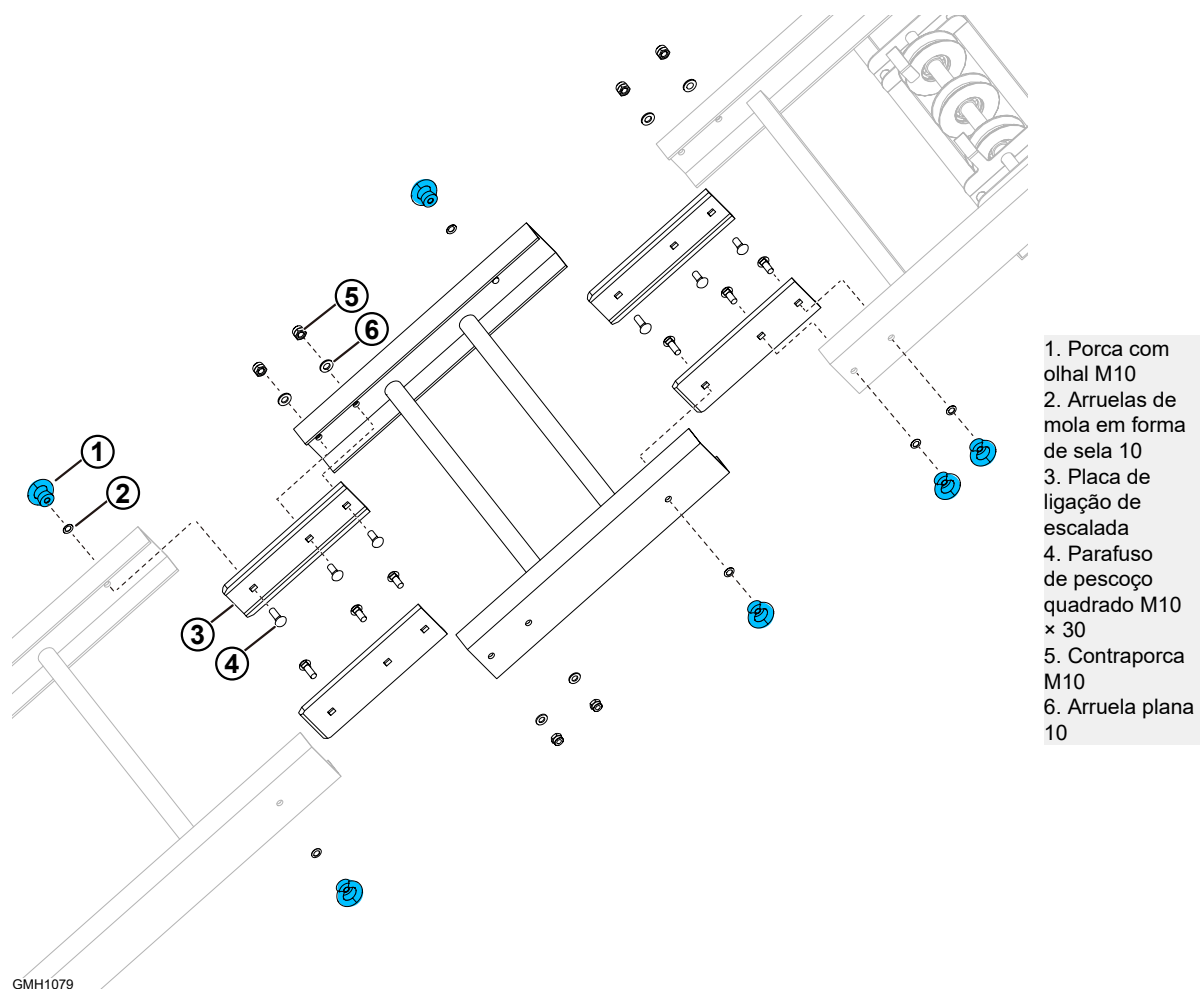 5
6
1
2
3
4
1. Porca com
olhal M10
2. Arruelas de
mola em forma
de sela 10
3. Placa de
ligação de
escalada
4. Parafuso
de pescoço
quadrado M10
× 30
5. Contraporca
M10
6. Arruela plana
10
GMH1079